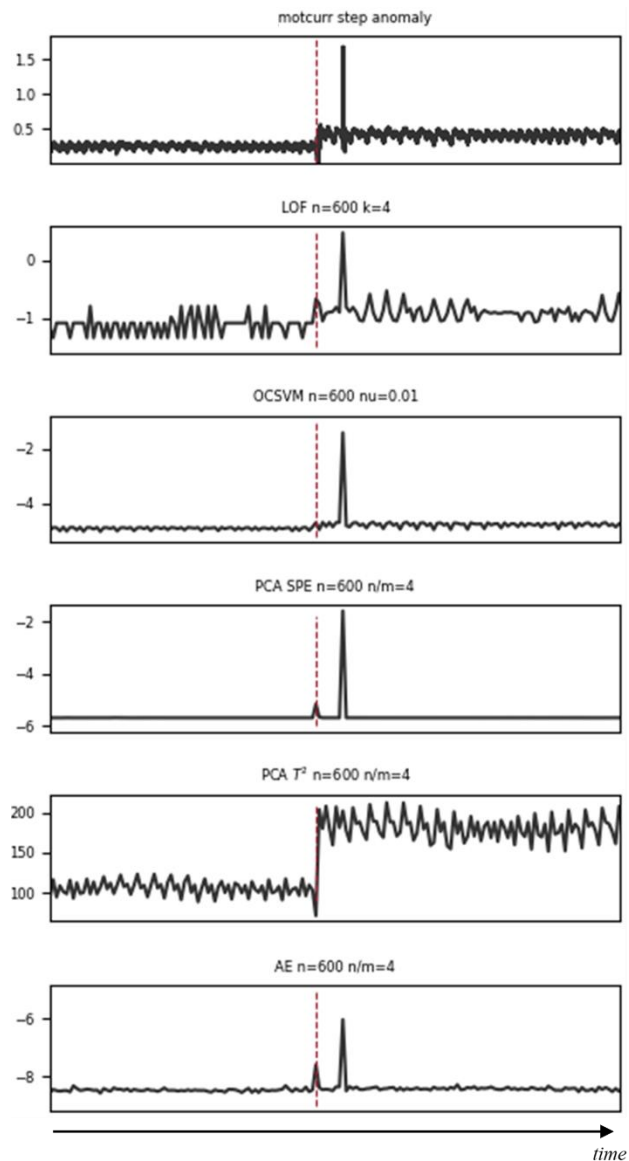 motcurr step anomaly
1.5
1.0
0.5
LOF n=600 k=4
0
−1
OCSVM n=600 nu=0.01
−2
−4
PCA SPE n=600 n/m=4
−2
−4
−6
PCA T² n=600 n/m=4
200
150
100
AE n=600 n/m=4
−6
−8
time